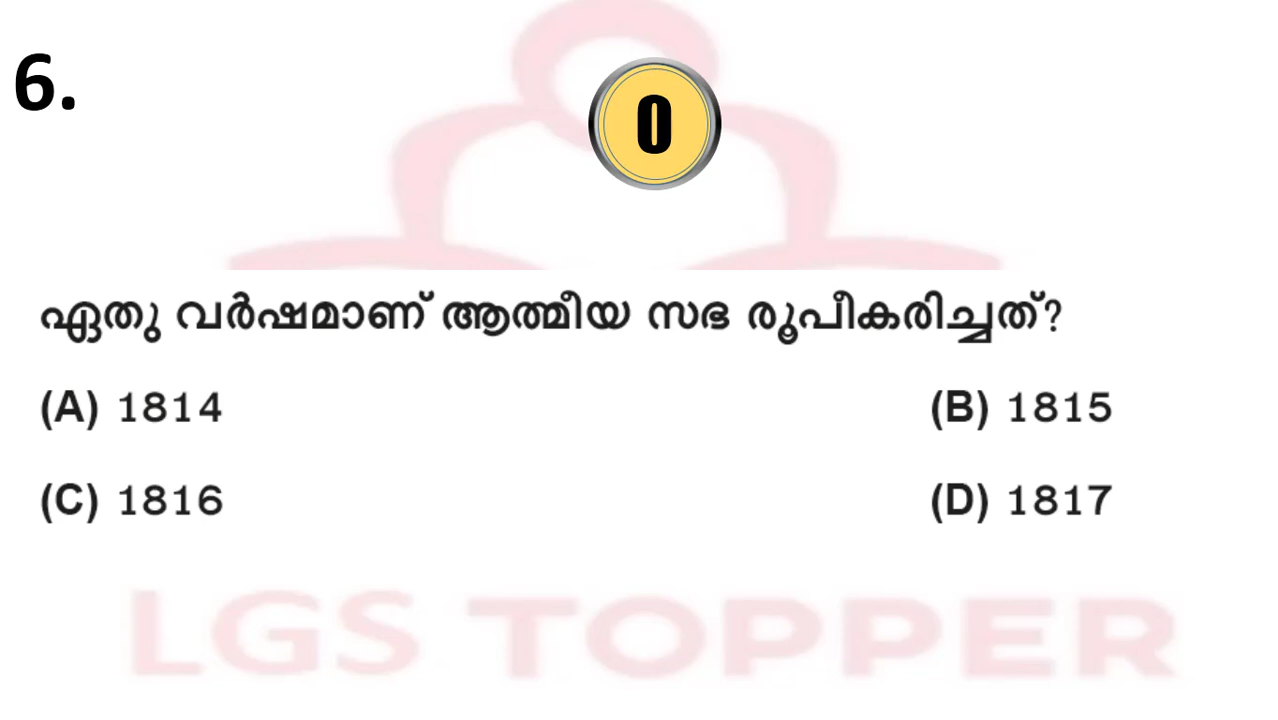 6.
0
ഏതു വർഷമാണ് ആത്മീയ സഭ രൂപീകരിച്ചത്?
(A) 1814 (B) 1815
(C) 1816 (D) 1817
LGS TOPPER